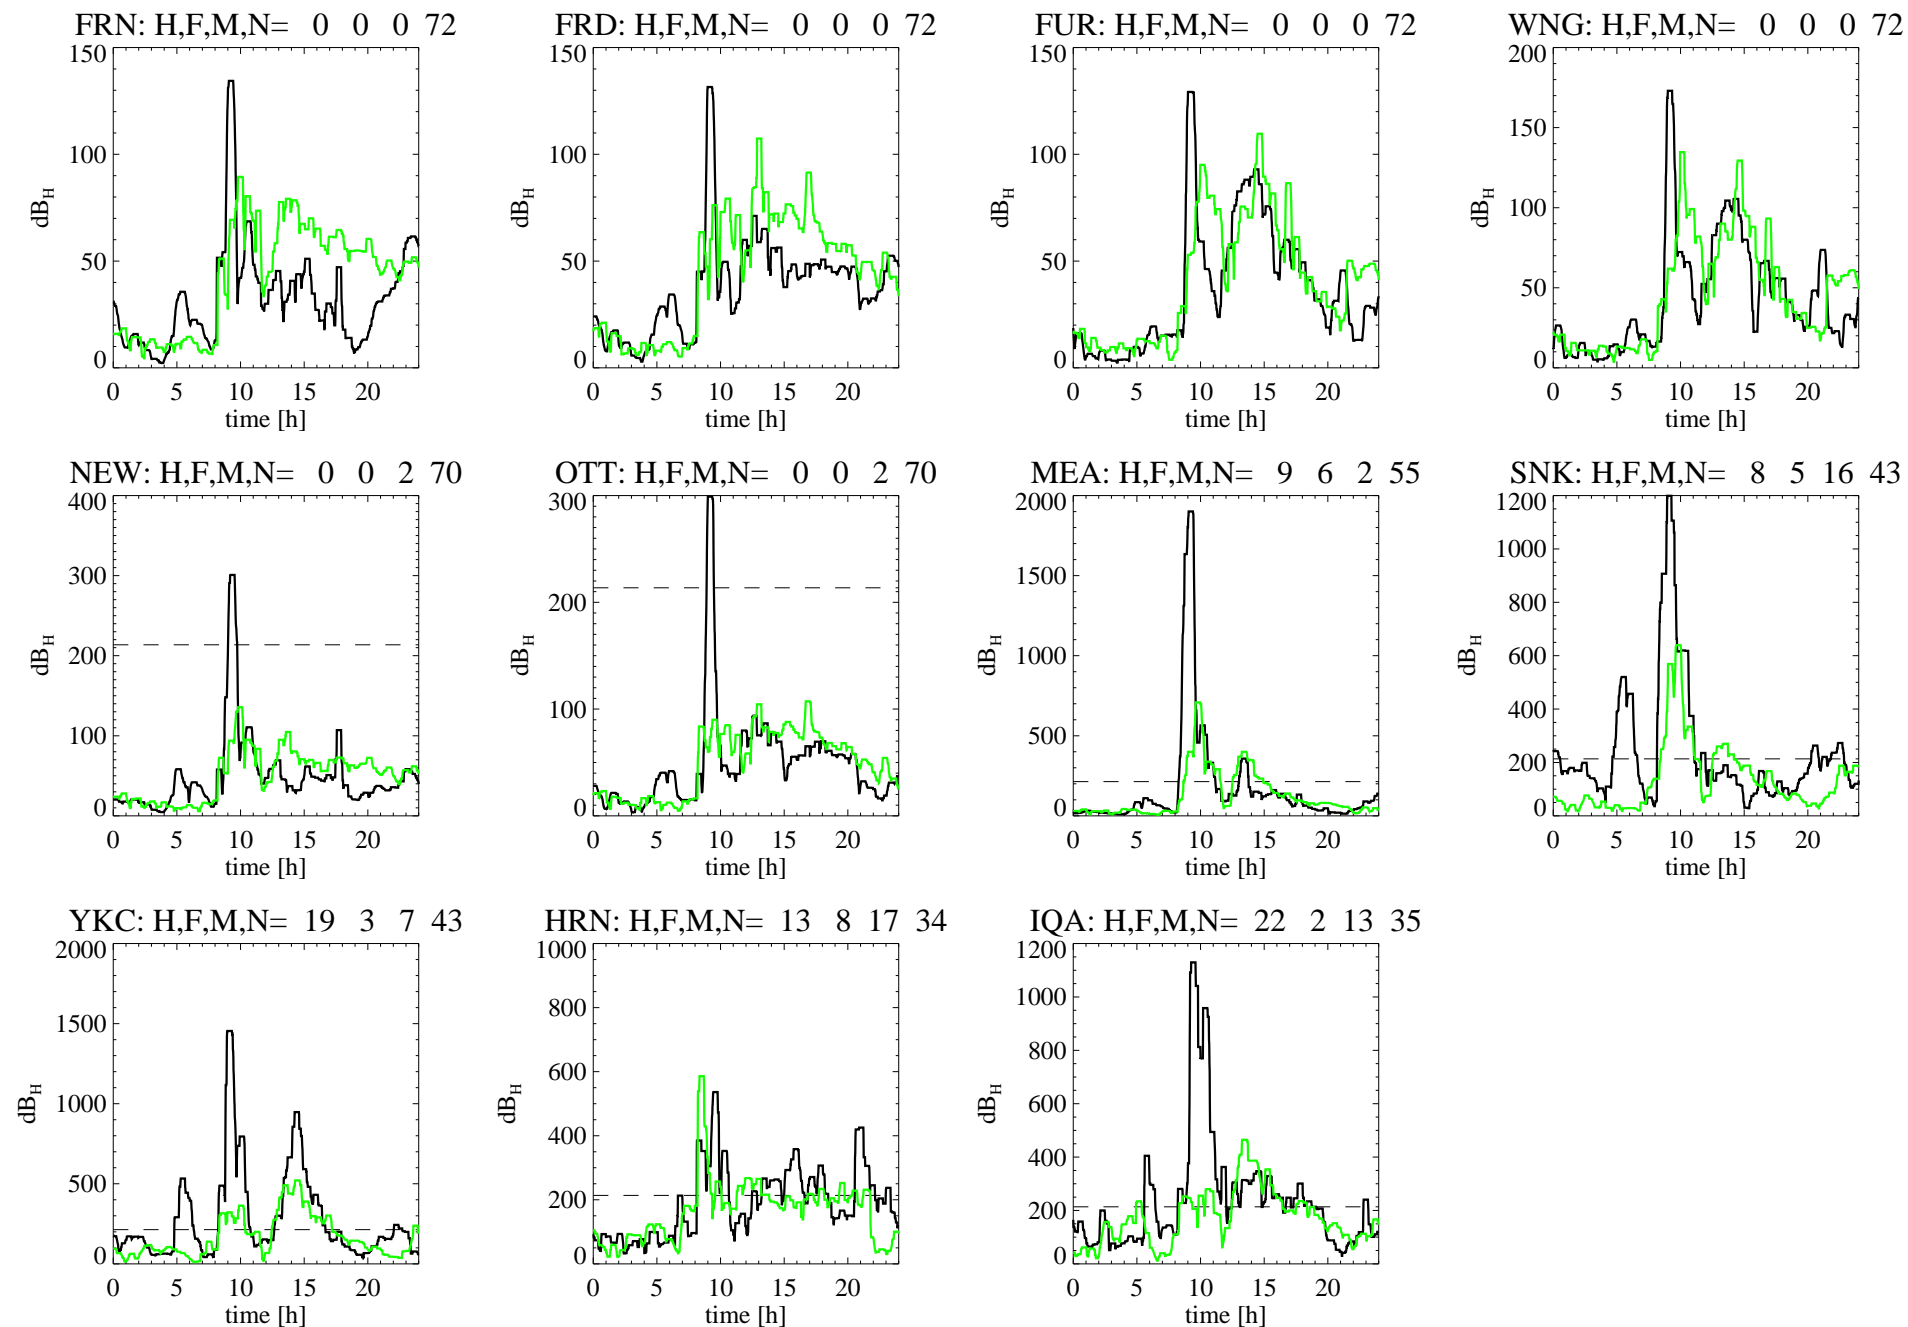 FRN: H,F,M,N= 0 0 0 72
150
100
50
0
dB_H
0 5 10 15 20
time [h]
FRD: H,F,M,N= 0 0 0 72
150
100
50
0
dB_H
0 5 10 15 20
time [h]
FUR: H,F,M,N= 0 0 0 72
150
100
50
0
dB_H
0 5 10 15 20
time [h]
WNG: H,F,M,N= 0 0 0 72
200
150
100
50
0
dB_H
0 5 10 15 20
time [h]
NEW: H,F,M,N= 0 0 2 70
400
300
200
100
0
dB_H
0 5 10 15 20
time [h]
OTT: H,F,M,N= 0 0 2 70
300
200
100
0
dB_H
0 5 10 15 20
time [h]
MEA: H,F,M,N= 9 6 2 55
2000
1500
1000
500
0
dB_H
0 5 10 15 20
time [h]
SNK: H,F,M,N= 8 5 16 43
1200
1000
800
600
400
200
0
dB_H
0 5 10 15 20
time [h]
YKC: H,F,M,N= 19 3 7 43
2000
1500
1000
500
0
dB_H
0 5 10 15 20
time [h]
HRN: H,F,M,N= 13 8 17 34
1000
800
600
400
200
0
dB_H
0 5 10 15 20
time [h]
IQA: H,F,M,N= 22 2 13 35
1200
1000
800
600
400
200
0
dB_H
0 5 10 15 20
time [h]